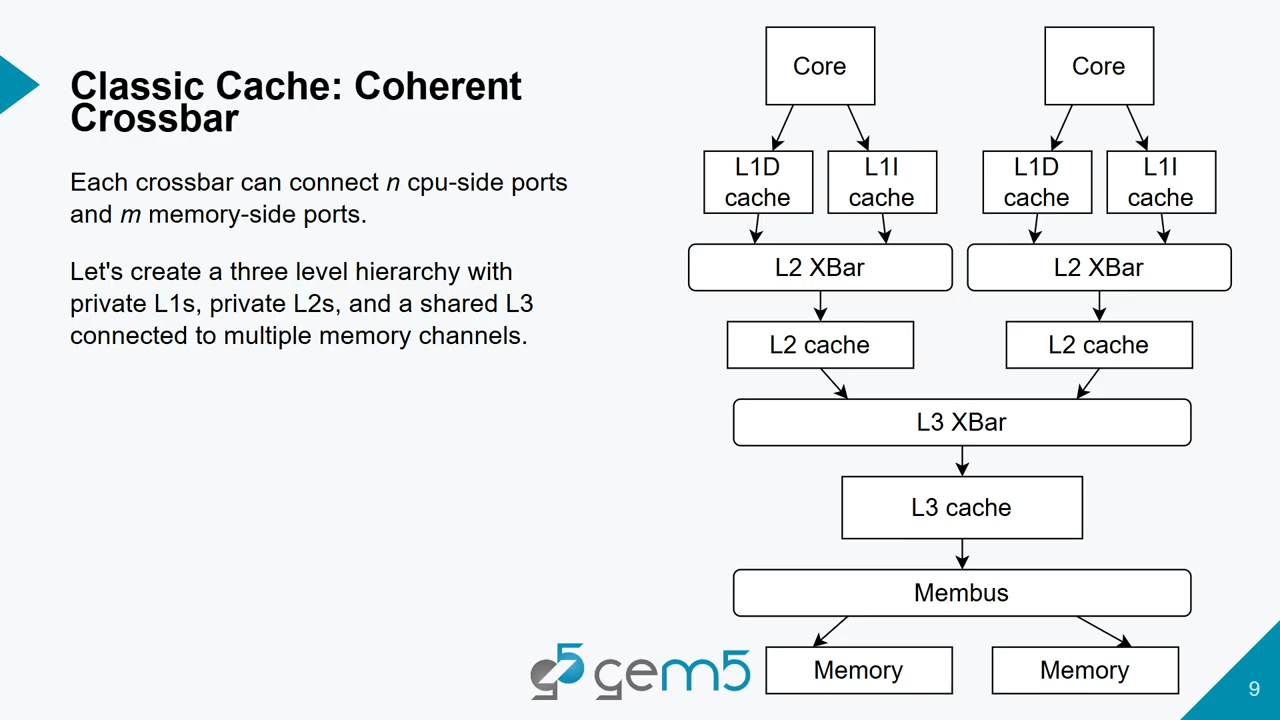 Classic Cache: Coherent
Crossbar
Each crossbar can connect n cpu-side ports
and m memory-side ports.
Let's create a three level hierarchy with
private L1s, private L2s, and a shared L3
connected to multiple memory channels.
Core
Core
L1D
cache
L1I
cache
L1D
cache
L1I
cache
L2 XBar
L2 XBar
L2 cache
L2 cache
L3 XBar
L3 cache
Membus
Memory
Memory
g5 gem5
9